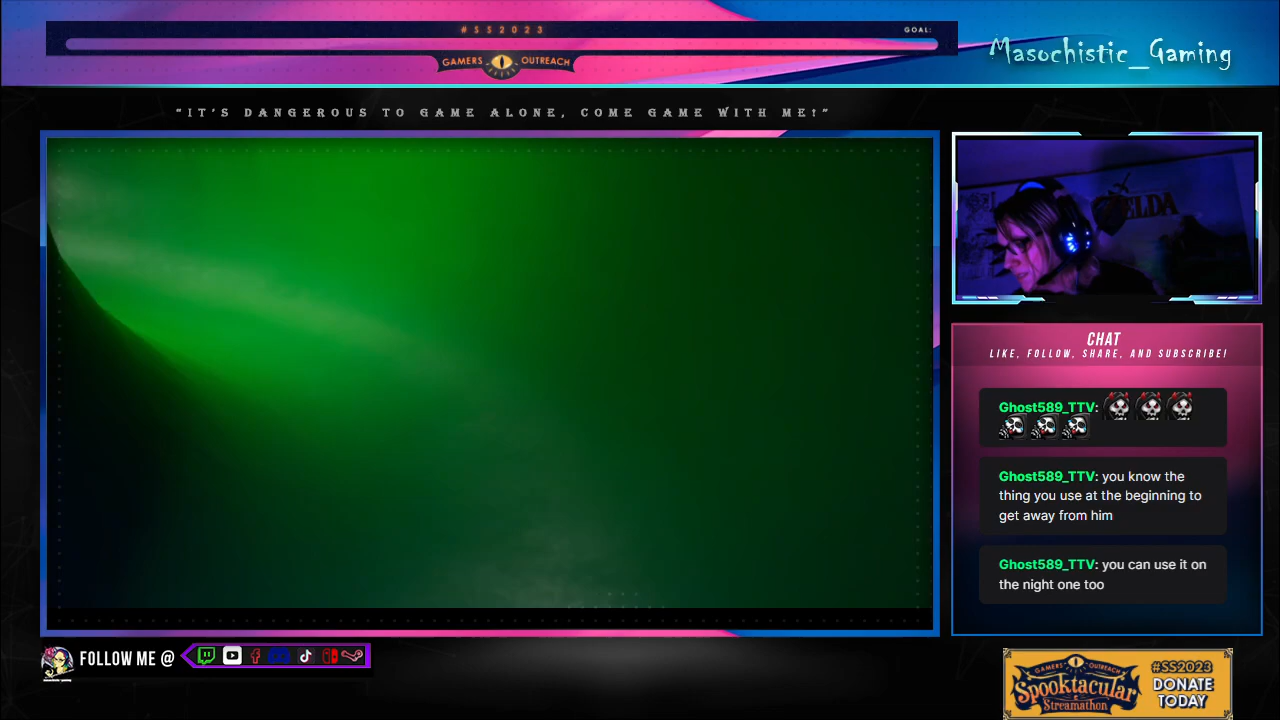 #SS2023
GOAL:
GAMERS OUTREACH
Masochistic_Gaming
"IT'S DANGEROUS TO GAME ALONE, COME GAME WITH ME!"
ELDA
CHAT
LIKE, FOLLOW, SHARE, AND SUBSCRIBE!
Ghost589_TTV:
Ghost589_TTV: you know the
thing you use at the beginning to
get away from him
Ghost589_TTV: you can use it on
the night one too
FOLLOW ME @
GAMERS OUTREACH
Spooktacular
Streamathon
#SS2023
DONATE
TODAY